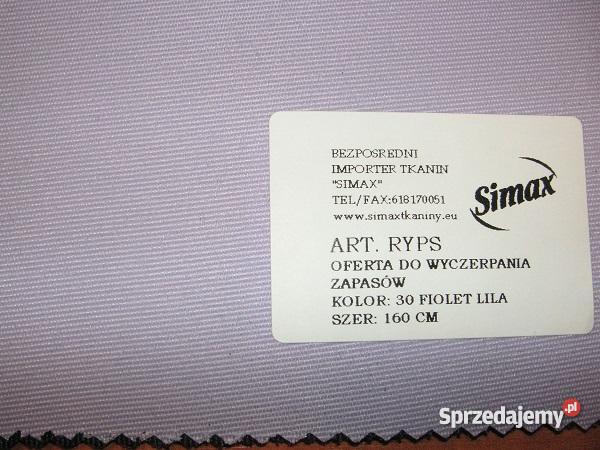 BEZPOSREDNI
IMPORTER TKANIN
"SIMAX"
TEL/FAX:618170051
www.simaxtkaniny.eu
Simax
ART. RYPS
OFERTA DO WYCZERPANIA
ZAPASÓW
KOLOR: 30 FIOLET LILA
SZER: 160 CM
Sprzedajemy.pl